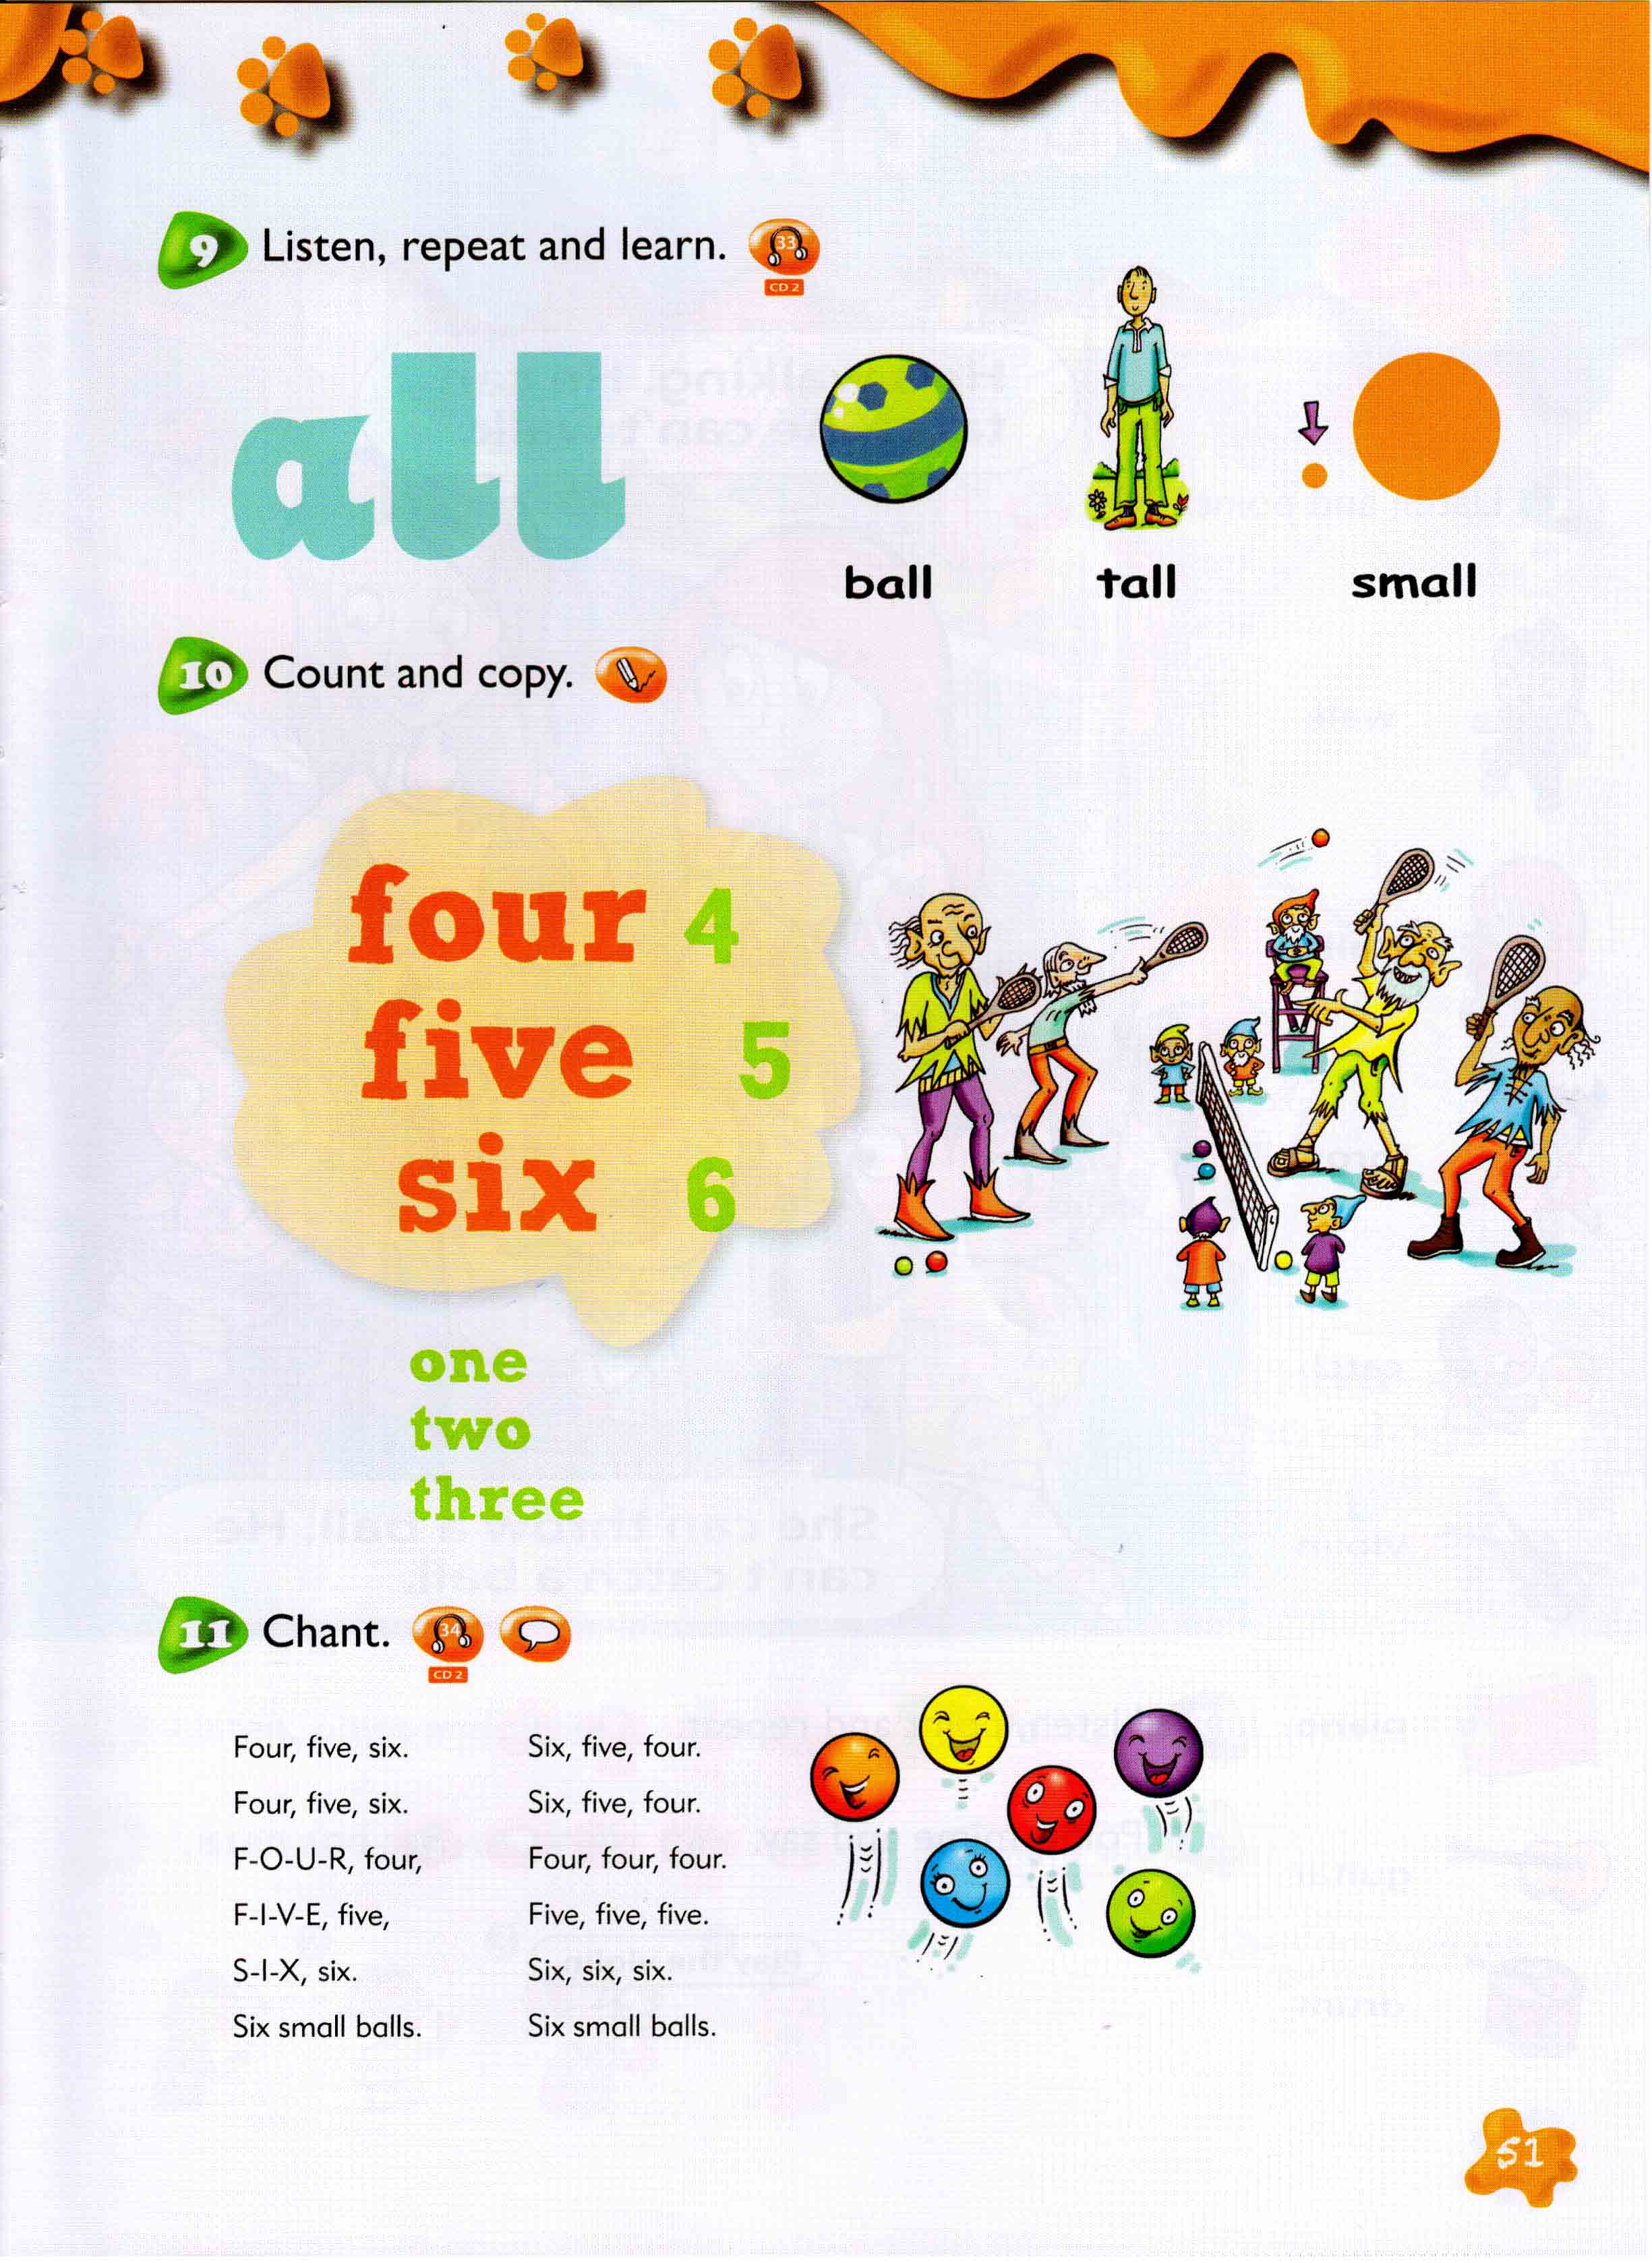 9 Listen, repeat and learn. 33
CD 2
all
ball tall small
10 Count and copy.
four 4
five 5
six 6
one
two
three
11 Chant. 34
CD 2
Four, five, six.
Four, five, six.
F-O-U-R, four,
F-I-V-E, five,
S-I-X, six.
Six small balls.
Six, five, four.
Six, five, four.
Four, four, four.
Five, five, five.
Six, six, six.
Six small balls.
51